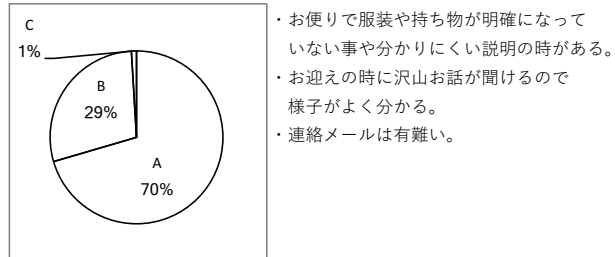 C
1%
B
29%
A
70%
・お便りで服装や持ち物が明確になって
いない事や分かりにくい説明の時がある。
・お迎えの時に沢山お話が聞けるので
様子がよく分かる。
・連絡メールは有難い。